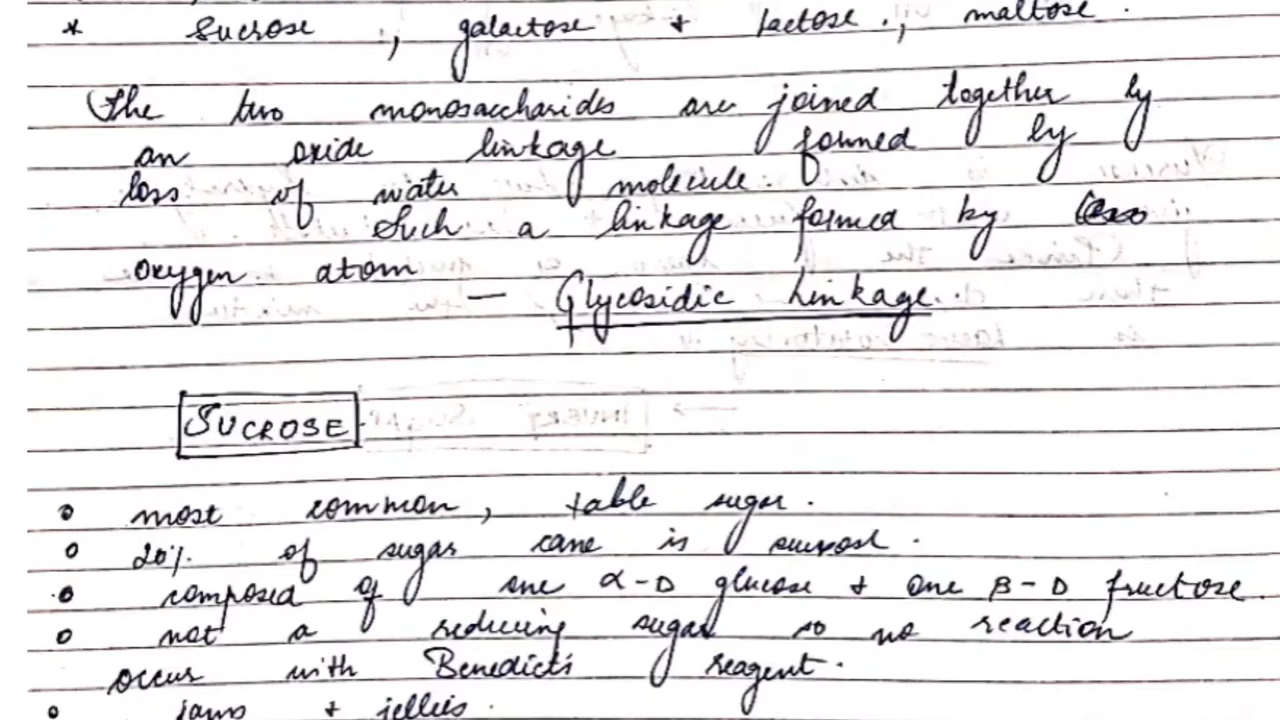 * sucrose , galactose + lactose . , maltose .
The two monosaccharides are joined together by
an oxide linkage formed by
loss of water molecule.
Such a linkage formed by
oxygen atom
— Glycosidic Linkage.
SUCROSE
o most common, table sugar .
o 20% of sugar cane is sucrose .
o composed of one α-D glucose + one β-D fructose.
o not a reducing sugar so no reaction
occur with Benedict's reagent.
o jams + jellies .